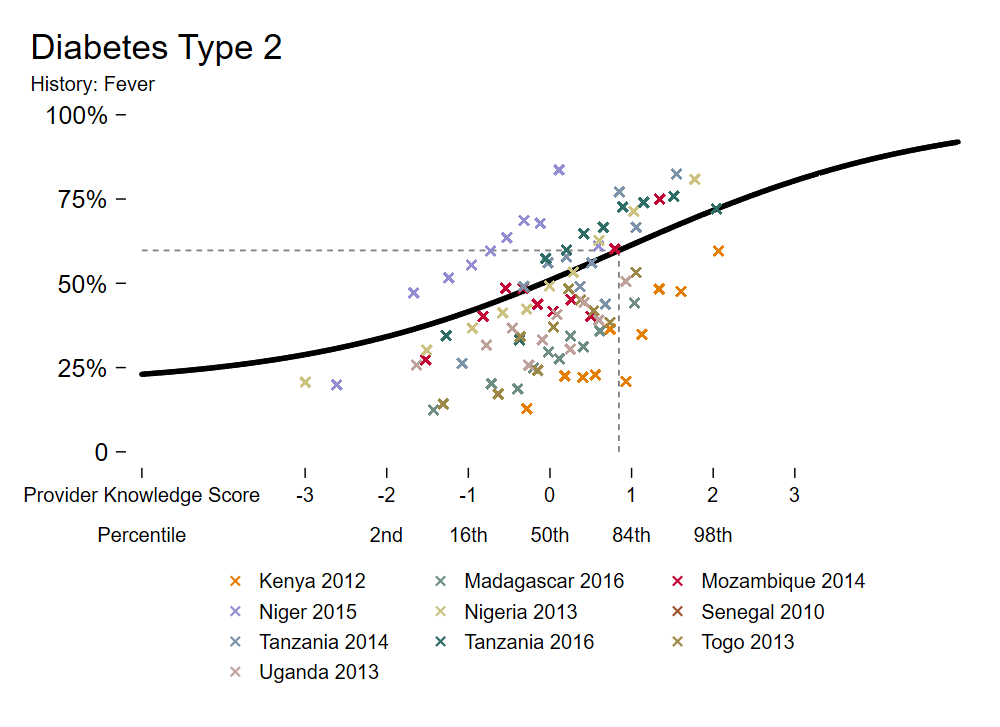 Diabetes Type 2
History: Fever
100%
75%
50%
25%
0
Provider Knowledge Score -3 -2 -1 0 1 2 3
Percentile 2nd 16th 50th 84th 98th
Kenya 2012 Madagascar 2016 Mozambique 2014
Niger 2015 Nigeria 2013 Senegal 2010
Tanzania 2014 Tanzania 2016 Togo 2013
Uganda 2013